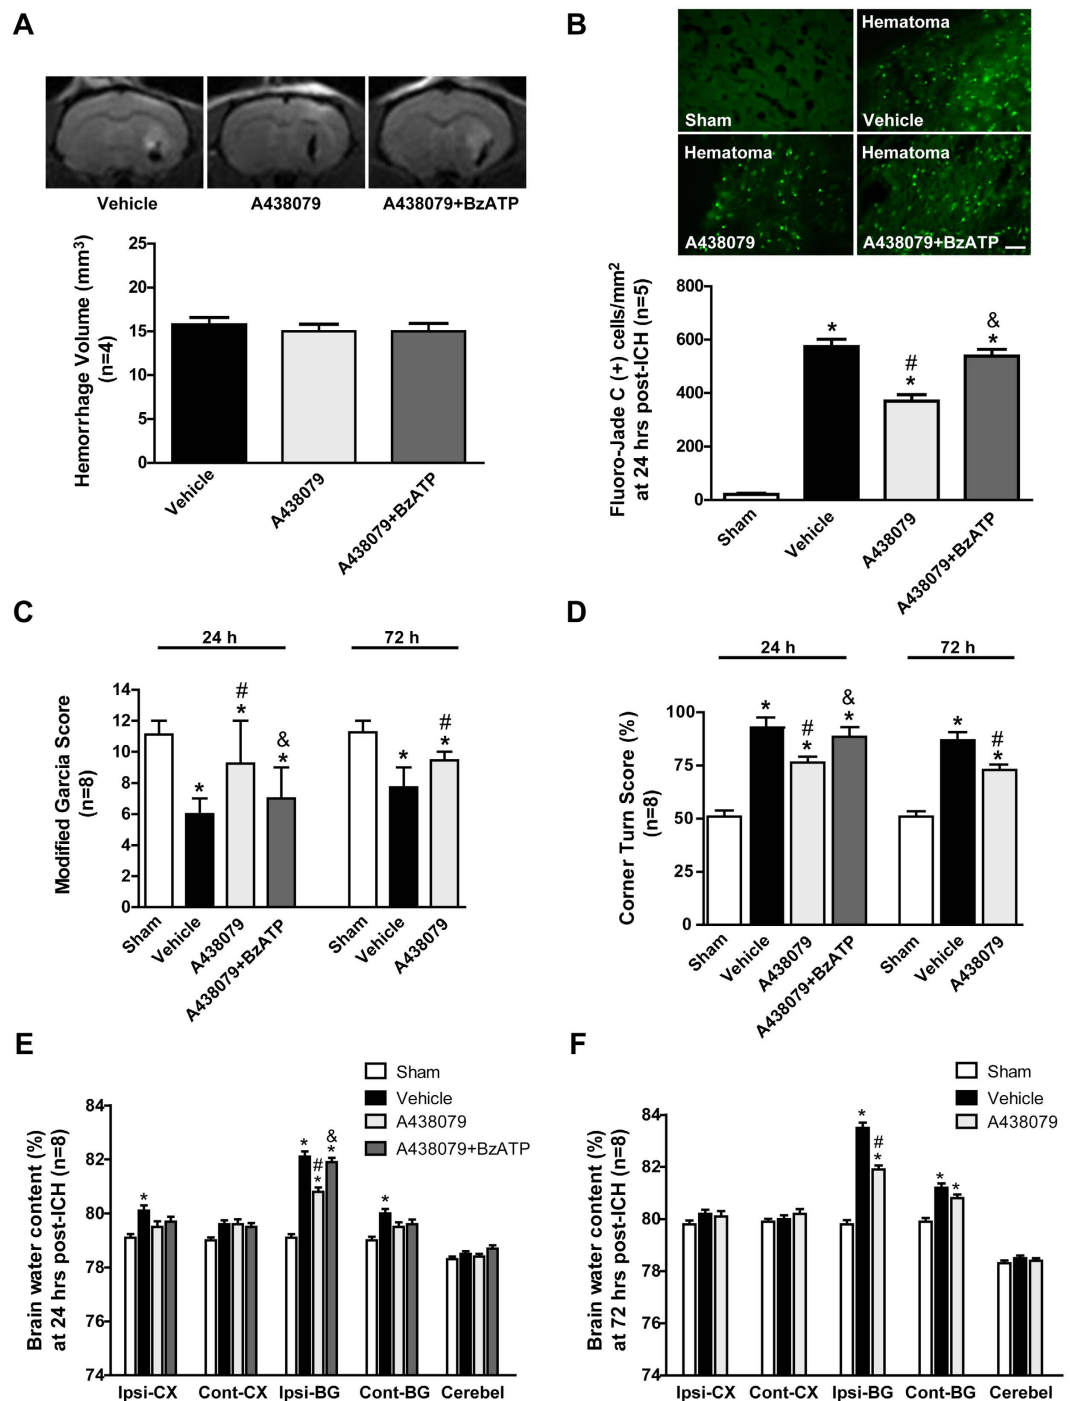 A
Vehicle
A438079
A438079+BzATP
Hemorrhage Volume (mm³)
(n=4)
25
20
15
10
5
0
Vehicle
A438079
A438079+BzATP
B
Sham
Hematoma
Vehicle
Hematoma
A438079
Hematoma
A438079+BzATP
Fluoro-Jade C (+) cells/mm²
at 24 hrs post-ICH (n=5)
800
600
400
200
0
*
#
*
&
*
Sham
Vehicle
A438079
A438079+BzATP
C
24 h
72 h
Modified Garcia Score
(n=8)
14
12
10
8
6
4
2
0
*
#
*
&
*
*
#
*
Sham
Vehicle
A438079
A438079+BzATP
Sham
Vehicle
A438079
D
24 h
72 h
Corner Turn Score (%)
(n=8)
100
75
50
25
0
*
#
*
&
*
*
#
*
Sham
Vehicle
A438079
A438079+BzATP
Sham
Vehicle
A438079
E
Sham
Vehicle
A438079
A438079+BzATP
Brain water content (%)
at 24 hrs post-ICH (n=8)
84
82
80
78
76
74
*
*
#
*
&
*
*
Ipsi-CX
Cont-CX
Ipsi-BG
Cont-BG
Cerebel
F
Sham
Vehicle
A438079
Brain water content (%)
at 72 hrs post-ICH (n=8)
84
82
80
78
76
74
*
#
*
*
*
Ipsi-CX
Cont-CX
Ipsi-BG
Cont-BG
Cerebel